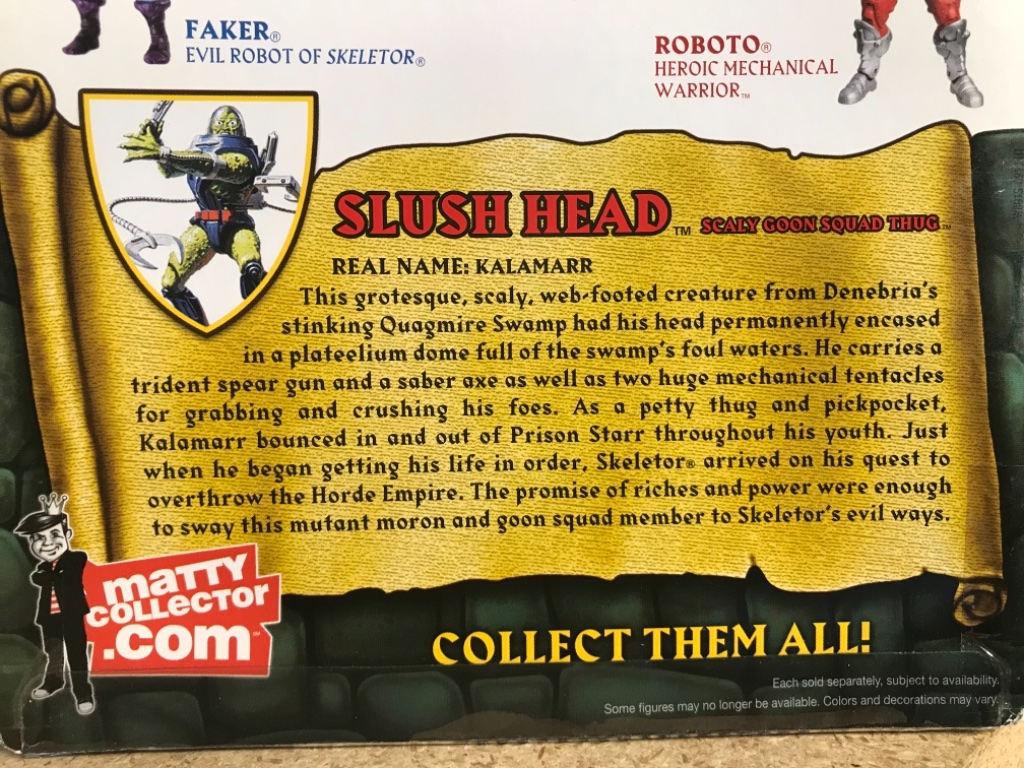 FAKER®
EVIL ROBOT OF SKELETOR®
ROBOTO®
HEROIC MECHANICAL
WARRIOR™
SLUSH HEAD™ SCALY GOON SQUAD THUG™
REAL NAME: KALAMARR
This grotesque, scaly, web-footed creature from Denebria's
stinking Quagmire Swamp had his head permanently encased
in a plateelium dome full of the swamp's foul waters. He carries a
trident spear gun and a saber axe as well as two huge mechanical tentacles
for grabbing and crushing his foes. As a petty thug and pickpocket,
Kalamarr bounced in and out of Prison Starr throughout his youth. Just
when he began getting his life in order, Skeletor® arrived on his quest to
overthrow the Horde Empire. The promise of riches and power were enough
to sway this mutant moron and goon squad member to Skeletor's evil ways.
maTTY
COLLECTOR
.com℠
COLLECT THEM ALL!
Each sold separately, subject to availability.
Some figures may no longer be available. Colors and decorations may vary.